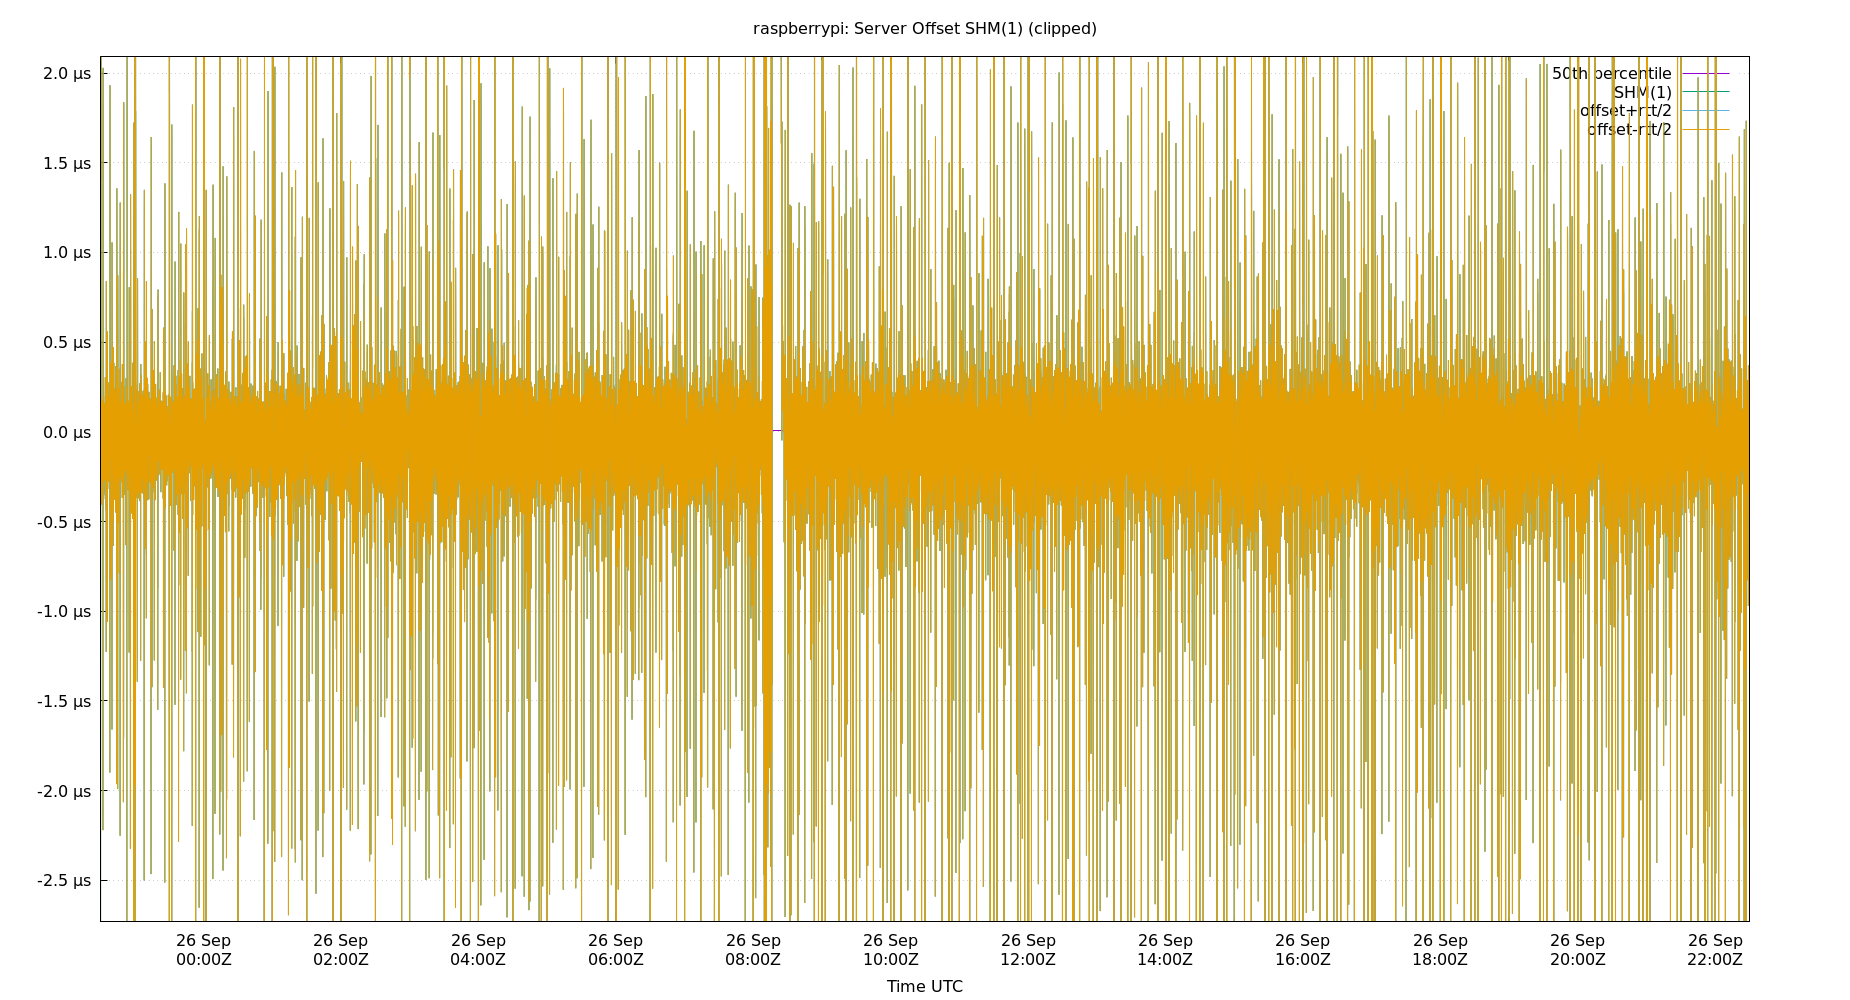 raspberrypi: Server Offset SHM(1) (clipped)
2.0 µs
1.5 µs
1.0 µs
0.5 µs
0.0 µs
-0.5 µs
-1.0 µs
-1.5 µs
-2.0 µs
-2.5 µs
50th percentile
SHM(1)
offset+rtt/2
offset-rtt/2
26 Sep 26 Sep 26 Sep 26 Sep 26 Sep 26 Sep 26 Sep 26 Sep 26 Sep 26 Sep 26 Sep 26 Sep
00:00Z 02:00Z 04:00Z 06:00Z 08:00Z 10:00Z 12:00Z 14:00Z 16:00Z 18:00Z 20:00Z 22:00Z
Time UTC